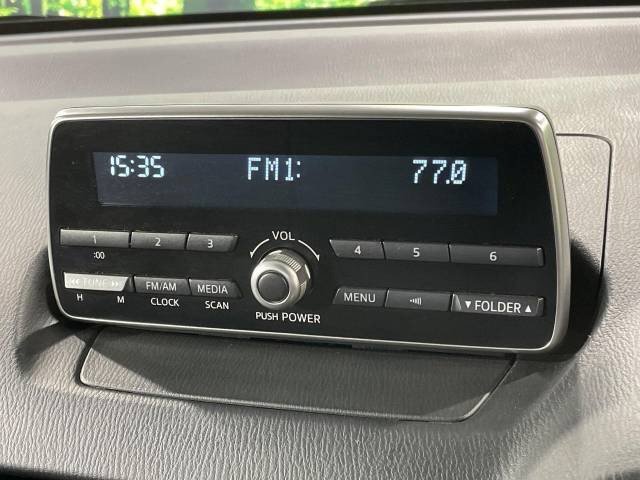 15:35 FM1: 77.0
VOL
1 2 3 4 5 6
:00
TUNE FM/AM MEDIA MENU ▼ FOLDER ▲
H M CLOCK SCAN
PUSH POWER